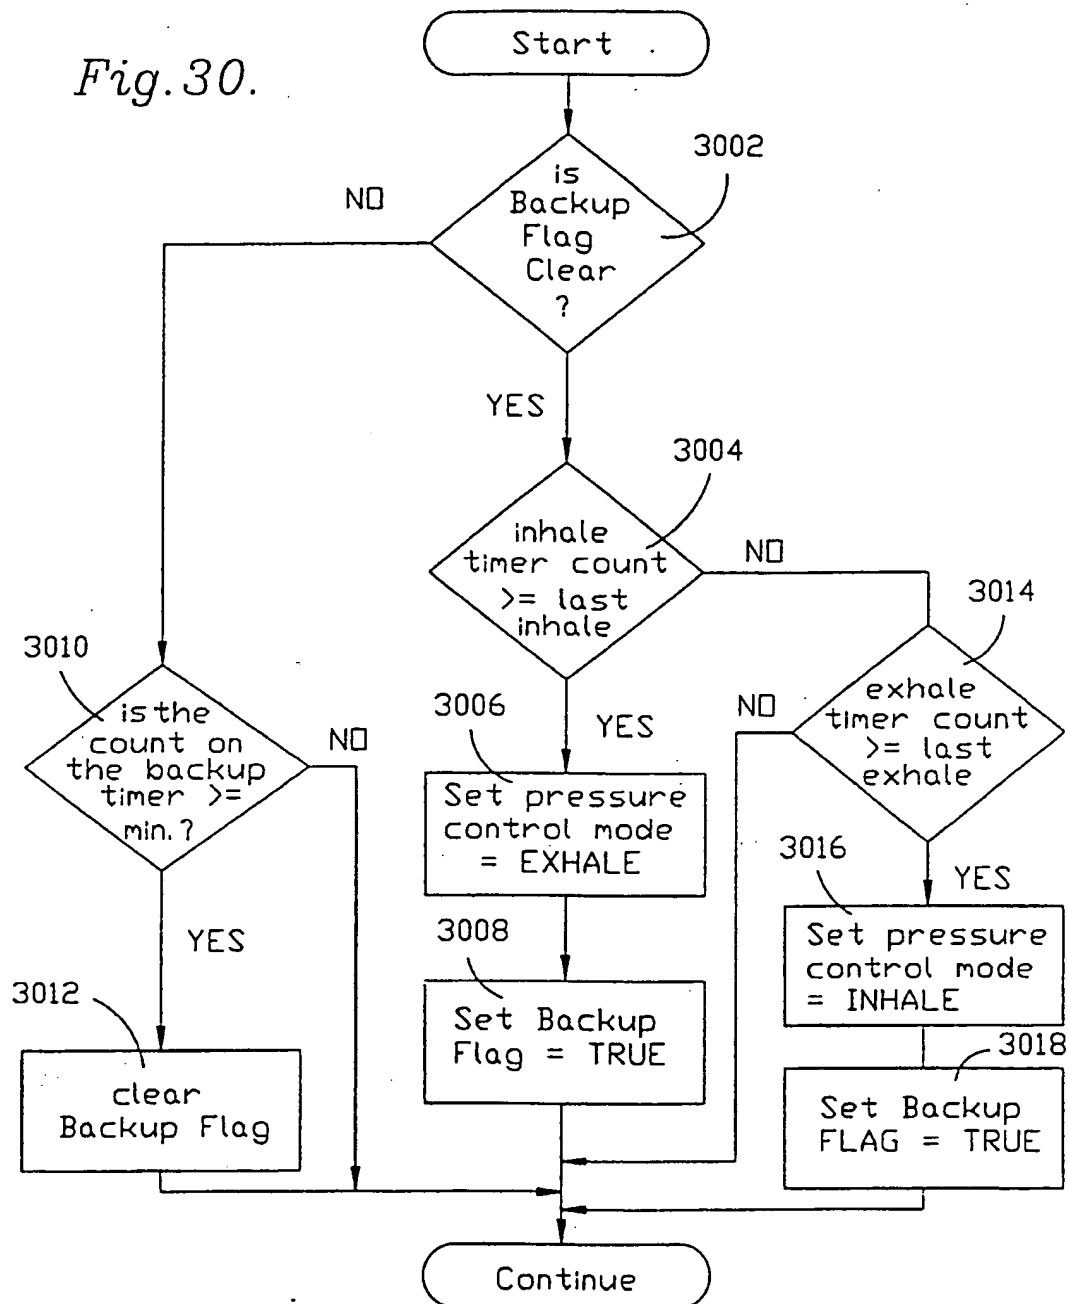 Fig. 30.
Start
3002
is
Backup
Flag
Clear
?
NO
YES
3004
inhale
timer count
>= last
inhale
NO
3014
exhale
timer count
>= last
exhale
3010
is the
count on
the backup
timer >=
min. ?
NO
3006
YES
NO
Set pressure
control mode
= EXHALE
3016
YES
Set pressure
control mode
= INHALE
YES
3008
Set Backup
Flag = TRUE
3012
clear
Backup Flag
3018
Set Backup
FLAG = TRUE
Continue